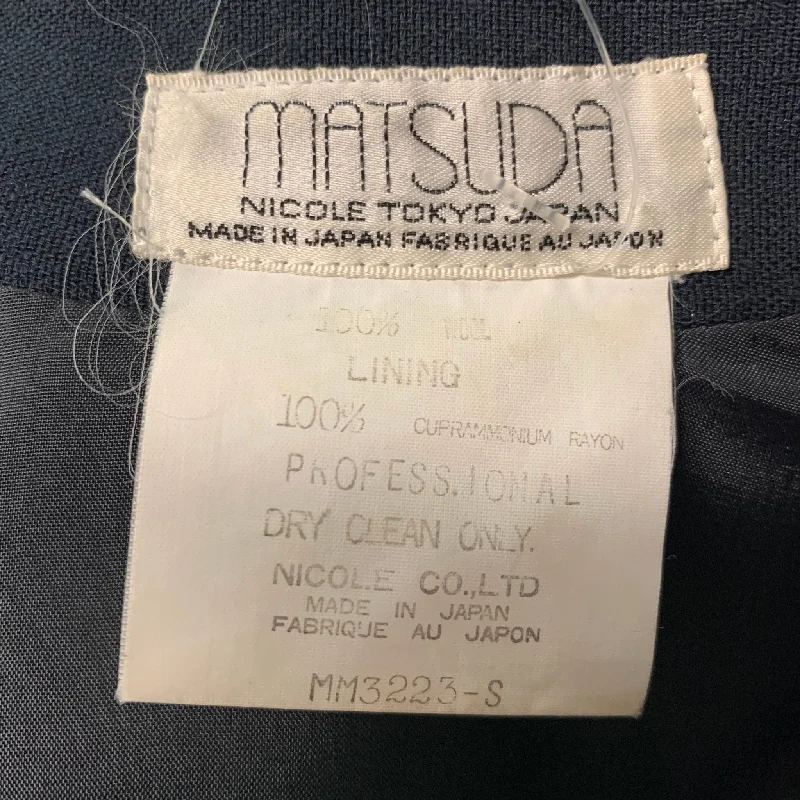 MATSUDA
NICOLE TOKYO JAPAN
MADE IN JAPAN FABRIQUE AU JAPON
100% WOOL
LINING
100% CUPRAMMONIUM RAYON
PROFESSIONAL
DRY CLEAN ONLY.
NICOLE CO.,LTD
MADE IN JAPAN
FABRIQUE AU JAPON
MM3223-S